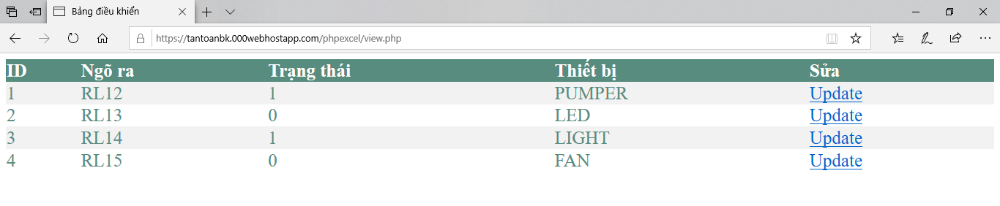 Bảng điều khiển
https://tantoanbk.000webhostapp.com/phpexcel/view.php
ID Ngõ ra Trạng thái Thiết bị Sửa
1 RL12 1 PUMPER Update
2 RL13 0 LED Update
3 RL14 1 LIGHT Update
4 RL15 0 FAN Update